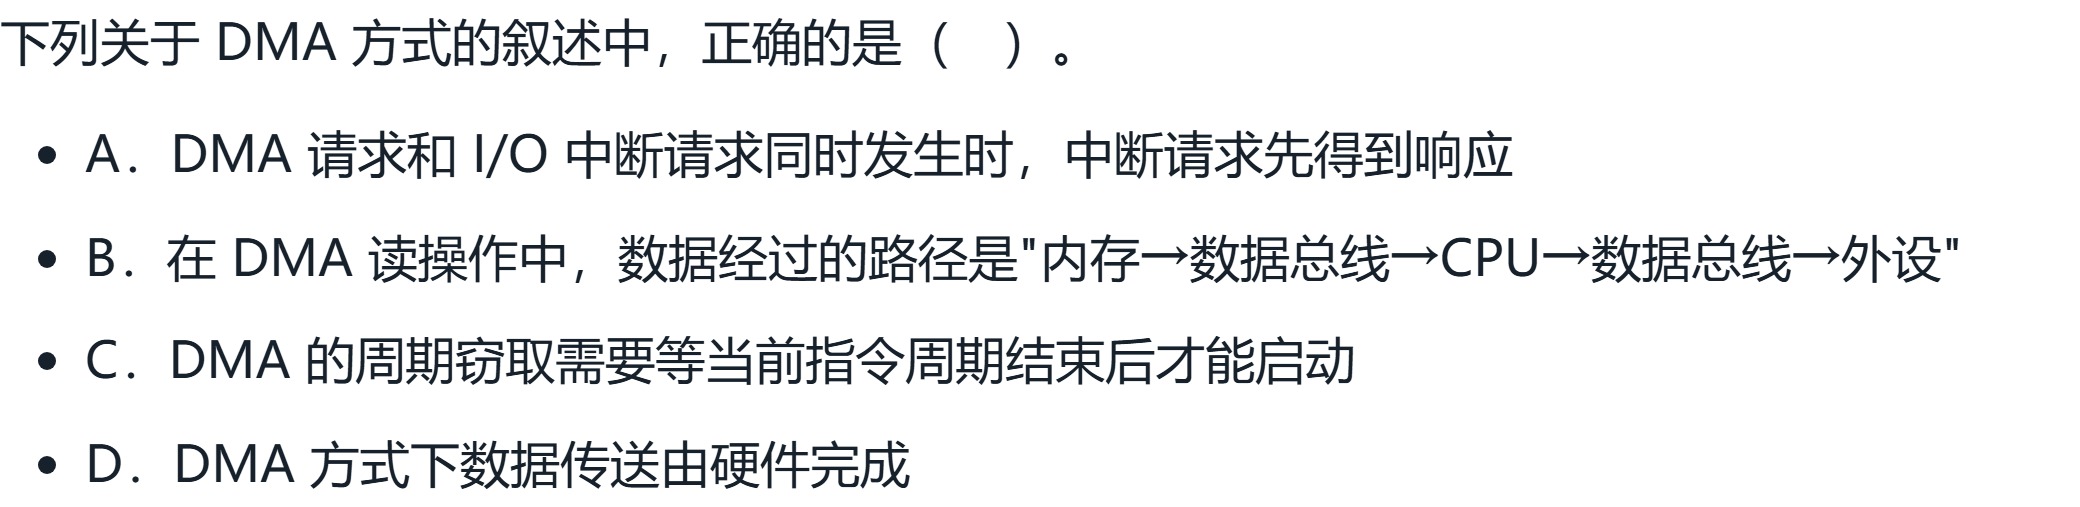 下列关于 DMA 方式的叙述中，正确的是（　）。
• A．DMA 请求和 I/O 中断请求同时发生时，中断请求先得到响应
• B．在 DMA 读操作中，数据经过的路径是"内存→数据总线→CPU→数据总线→外设"
• C．DMA 的周期窃取需要等当前指令周期结束后才能启动
• D．DMA 方式下数据传送由硬件完成